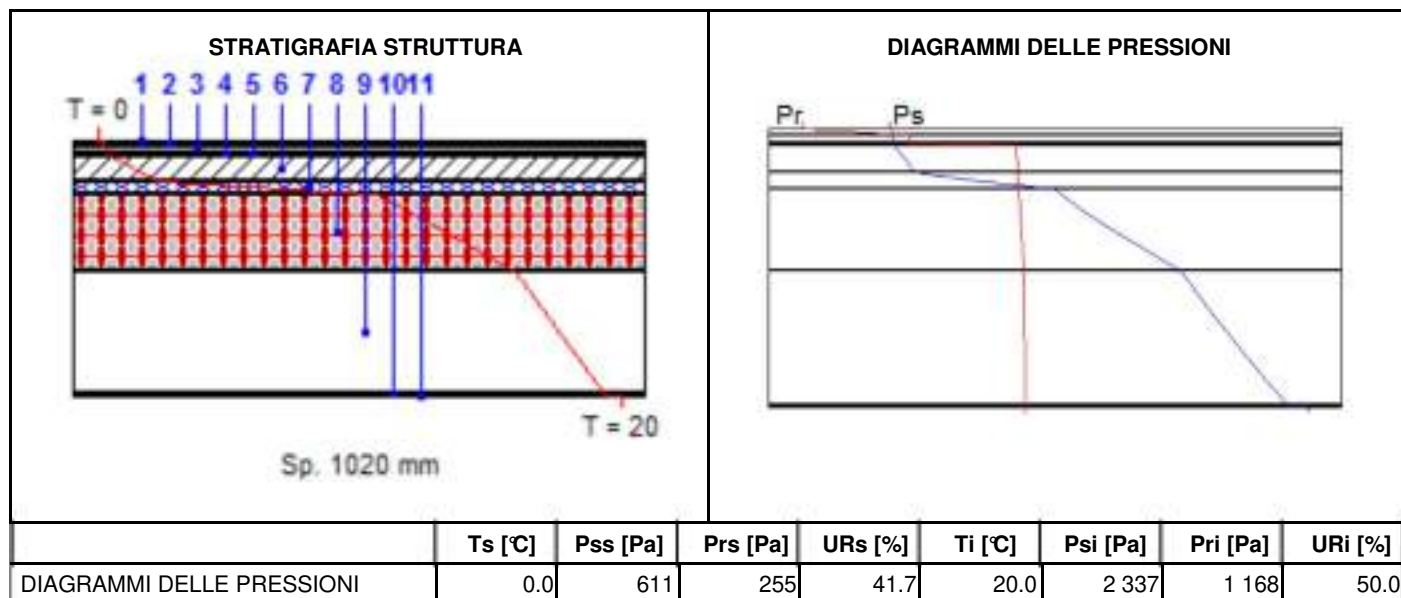 STRATIGRAFIA STRUTTURA
1 2 3 4 5 6 7 8 9 10 11
T = 0
T = 20
Sp. 1020 mm
DIAGRAMMI DELLE PRESSIONI
Pr Ps
Ts [°C] Pss [Pa] Prs [Pa] URs [%] Ti [°C] Psi [Pa] Pri [Pa] URi [%]
DIAGRAMMI DELLE PRESSIONI 0.0 611 255 41.7 20.0 2 337 1 168 50.0